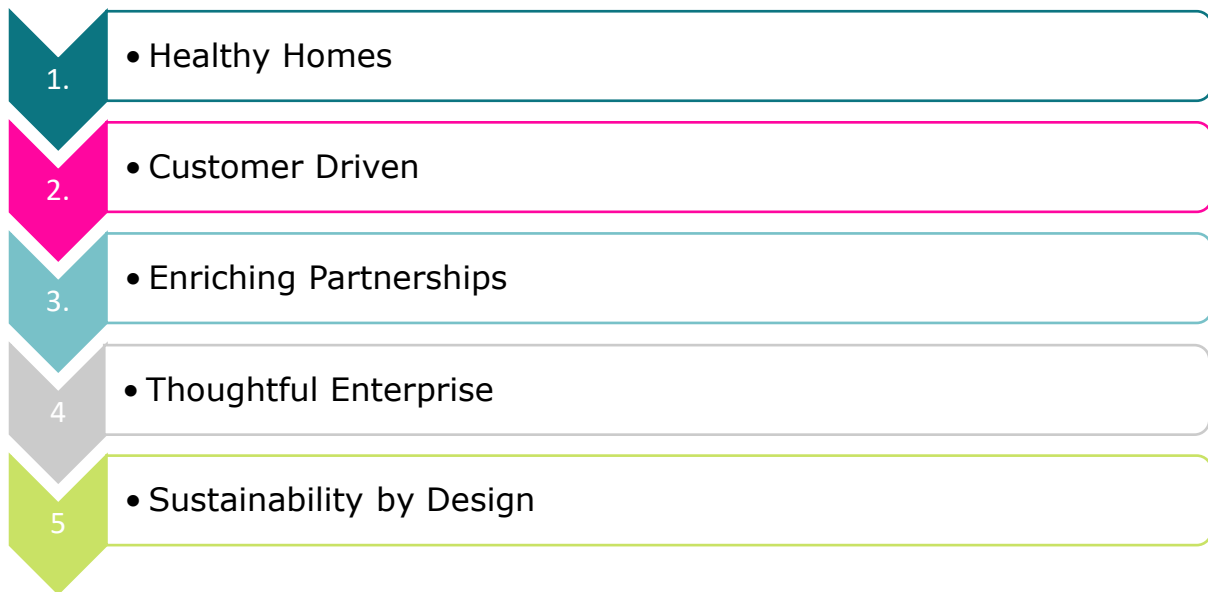 1.
• Healthy Homes
2.
• Customer Driven
3.
• Enriching Partnerships
4
• Thoughtful Enterprise
5
• Sustainability by Design